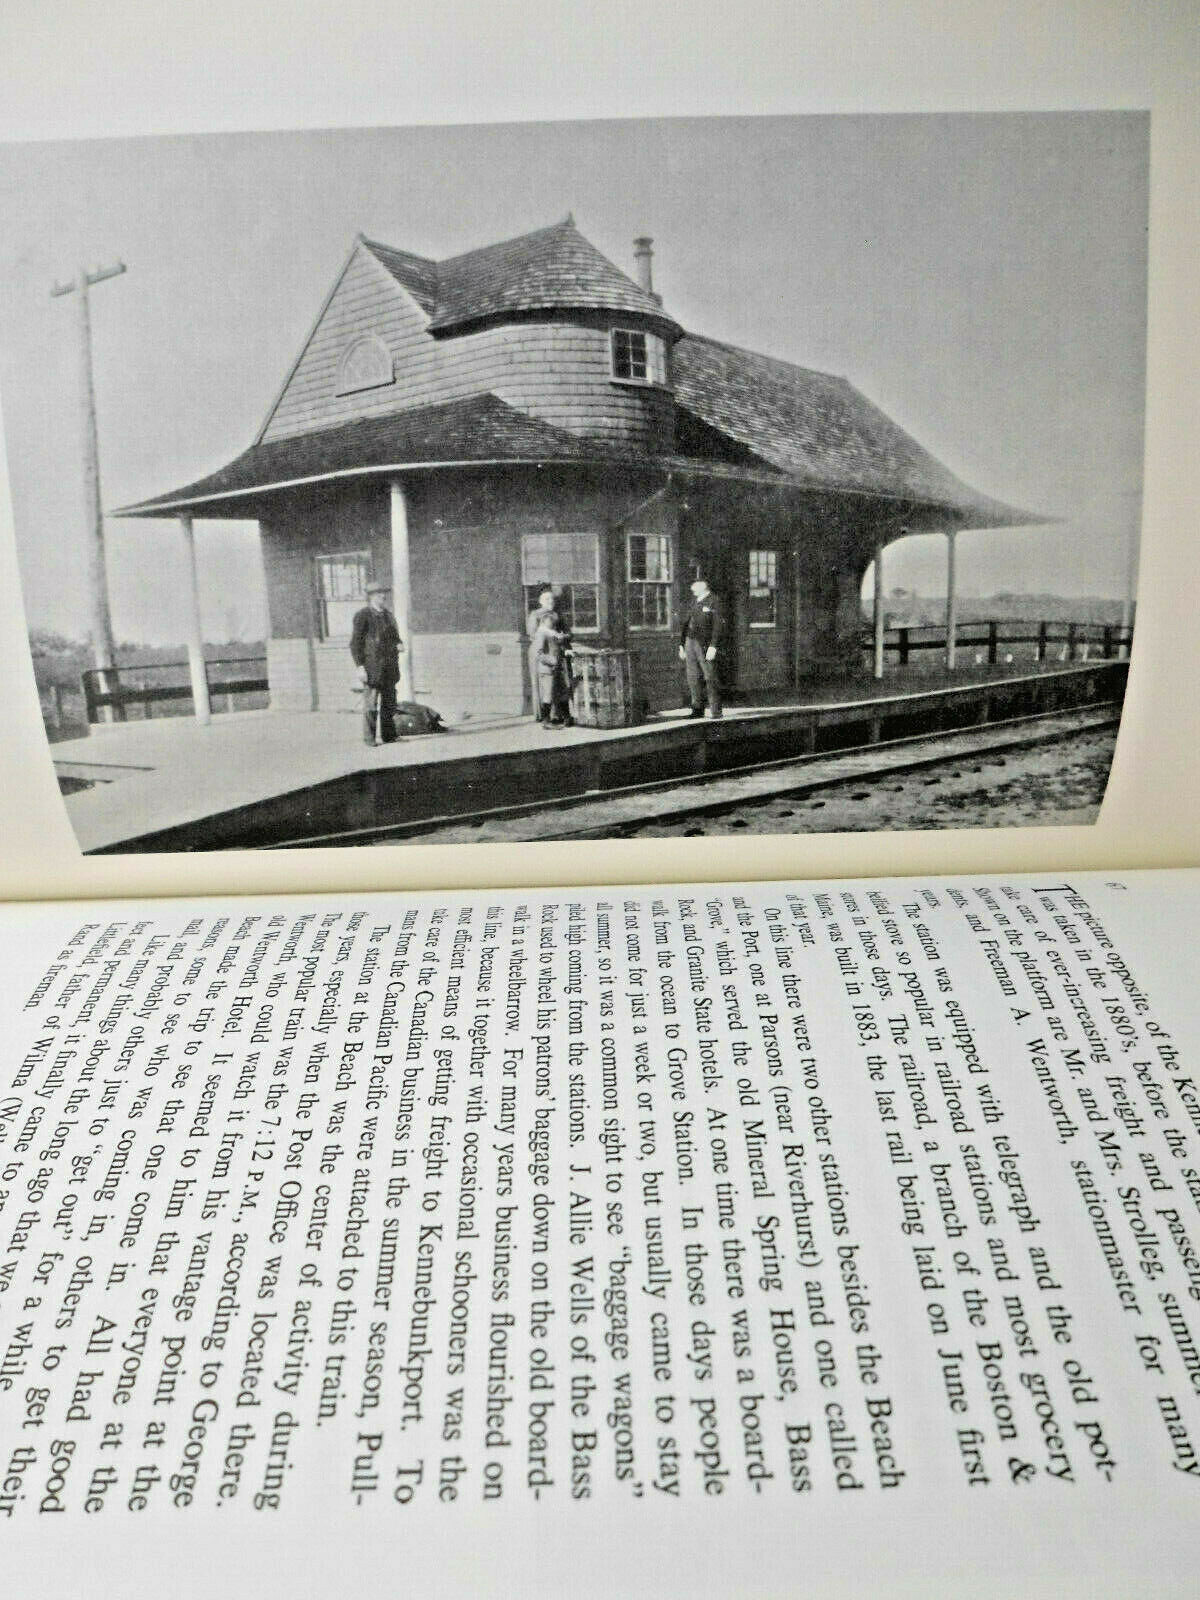 67
THE picture opposite, of the
was taken in the 1880's, before the
take care of ever-increasing freight and passeng
Shown on the platform are Mr. and Mrs. Strolleg, summer
dents, and Freeman A. Wentworth, stationmaster for many
years.
The station was equipped with telegraph and the old pot-
bellied stove so popular in railroad stations and most grocery
stores in those days. The railroad, a branch of the Boston &
Maine, was built in 1883, the last rail being laid on June first
of that year.
On this line there were two other stations besides the Beach
and the Port, one at Parsons (near Riverhurst) and one called
"Grove," which served the old Mineral Spring House, Bass
Rock, and Granite State hotels. At one time there was a board-
walk from the ocean to Grove Station. In those days people
did not come for just a week or two, but usually came to stay
all summer, so it was a common sight to see "baggage wagons"
piled high coming from the stations. J. Allie Wells of the Bass
Rock used to wheel his patrons' baggage down on the old board-
walk in a wheelbarrow. For many years business flourished on
this line, because it together with occasional schooners was the
most efficient means of getting freight to Kennebunkport. To
take care of the Canadian business in the summer season, Pull-
mans from the Canadian Pacific were attached to this train.
The station at the Beach was the center of activity during
those years, especially when the Post Office was located there.
The most popular train was the 7:12 P.M., according to George
Wentworth, who could watch it from his vantage point at the
old Wentworth Hotel. It seemed to him that everyone at the
Beach made the trip to see that one come in. All had good
reasons, some to see who was coming in, others to get their
mail, and probably others just to "get out" for a while.
Like many things
permanent, it finally came to an
Littlefield, father of Wilma
Rand a fireman.